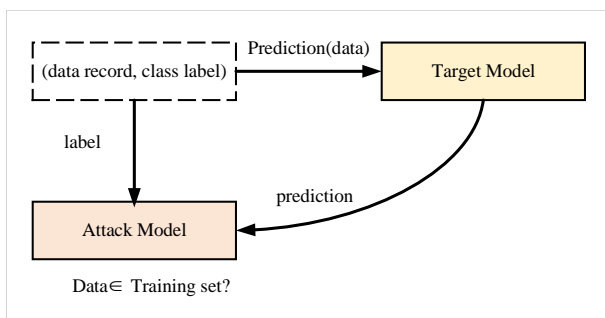 Prediction(data)
(data record, class label)
Target Model
label
prediction
Attack Model
Data∈ Training set?